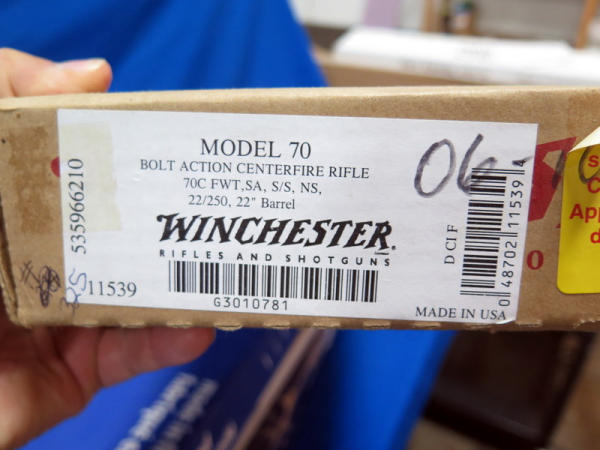 MODEL 70
BOLT ACTION CENTERFIRE RIFLE
70C FWT,SA, S/S, NS,
22/250, 22" Barrel
WINCHESTER.
RIFLES AND SHOTGUNS
G3010781
535966210
11539
06
DCIF
0 48702 11539 4
MADE IN USA
App